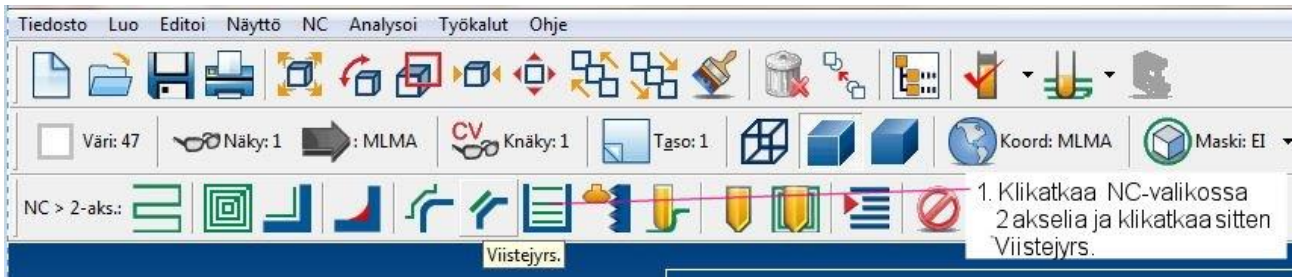 Tiedosto Luo Editoi Näyttö NC Analysoi Työkalut Ohje
Väri: 47 Näky: 1 : MLMA CV Knäky: 1 Taso: 1 Koord: MLMA Maski: EI
NC > 2-aks.:
1. Klikatkaa NC-valikossa
2 akselia ja klikatkaa sitten
Viistejyrs.
Viistejyrs.